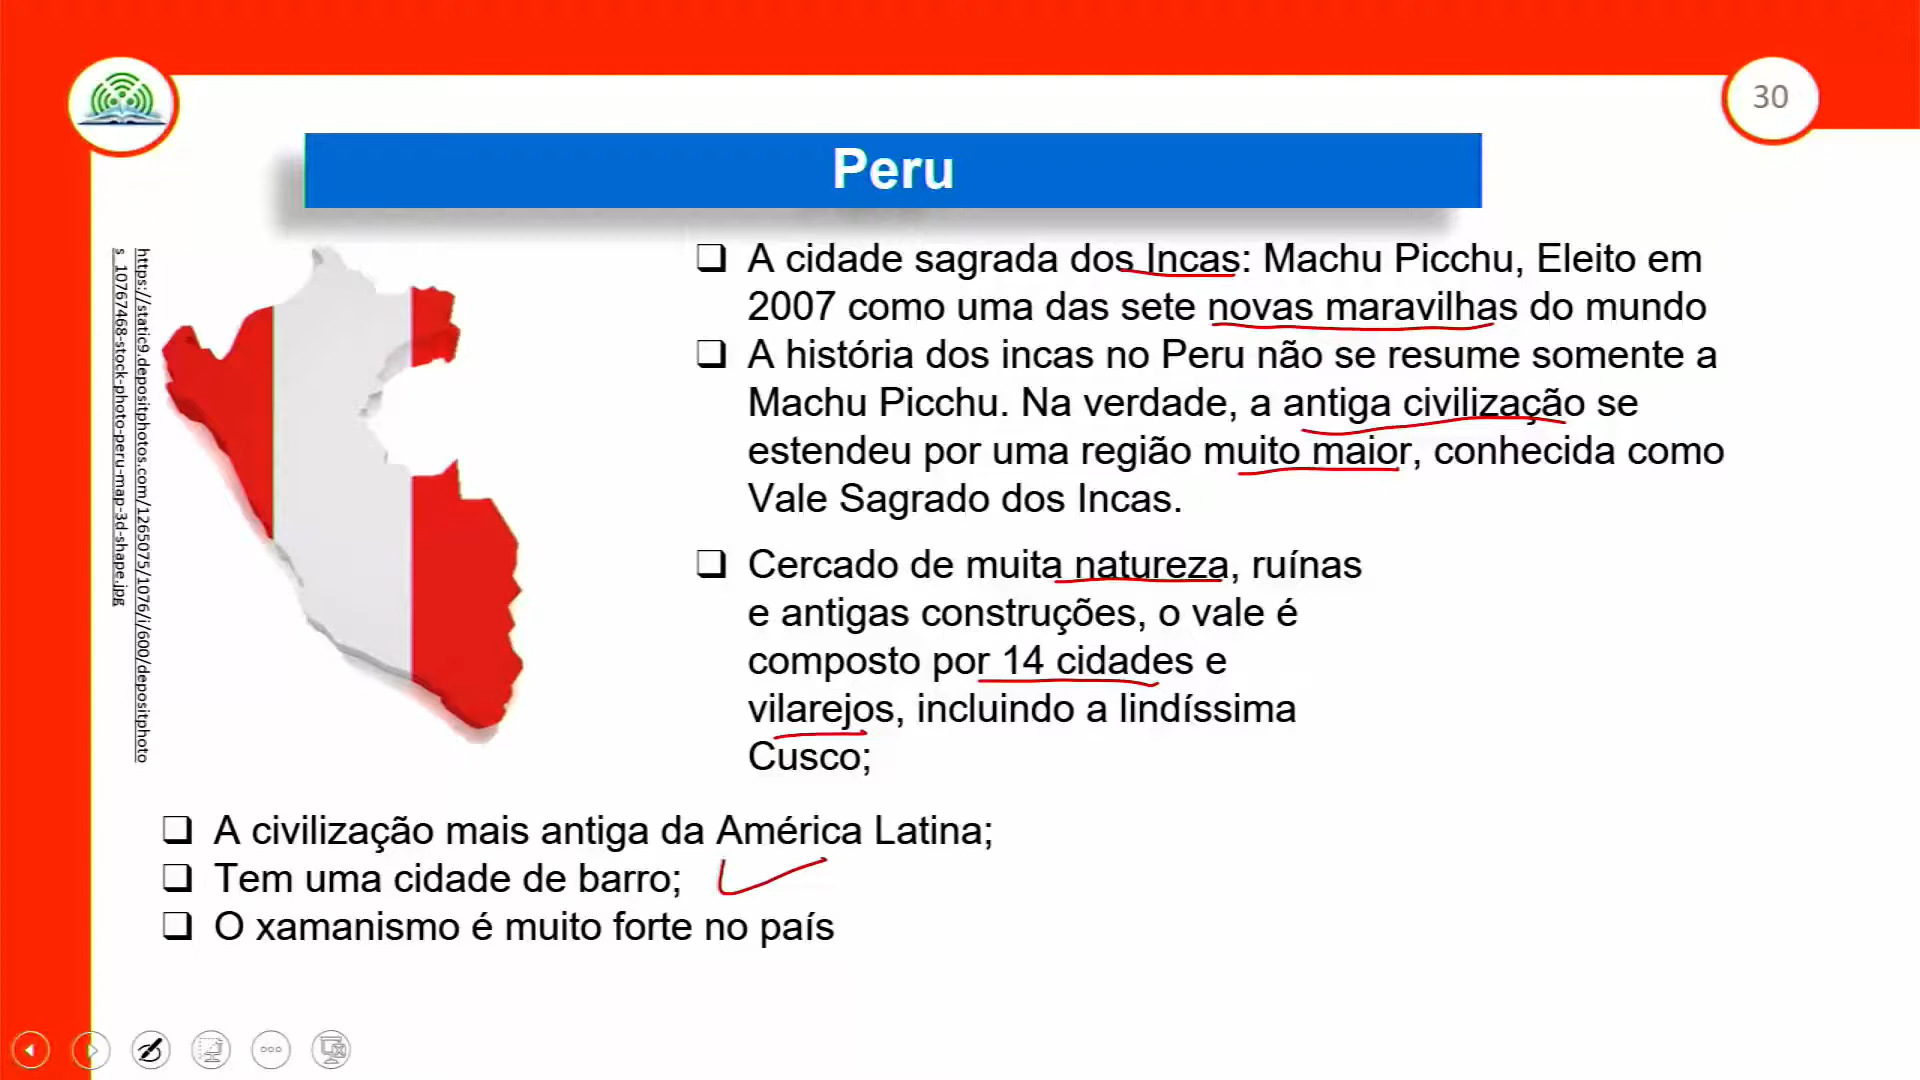 30
Peru
https://static9.depositphotos.com/1265075/1076/i/600/depositphoto
s_10767468-stock-photo-peru-map-3d-shape.jpg
❑ A cidade sagrada dos Incas: Machu Picchu, Eleito em
2007 como uma das sete novas maravilhas do mundo
❑ A história dos incas no Peru não se resume somente a
Machu Picchu. Na verdade, a antiga civilização se
estendeu por uma região muito maior, conhecida como
Vale Sagrado dos Incas.
❑ Cercado de muita natureza, ruínas
e antigas construções, o vale é
composto por 14 cidades e
vilarejos, incluindo a lindíssima
Cusco;
❑ A civilização mais antiga da América Latina;
❑ Tem uma cidade de barro;
❑ O xamanismo é muito forte no país